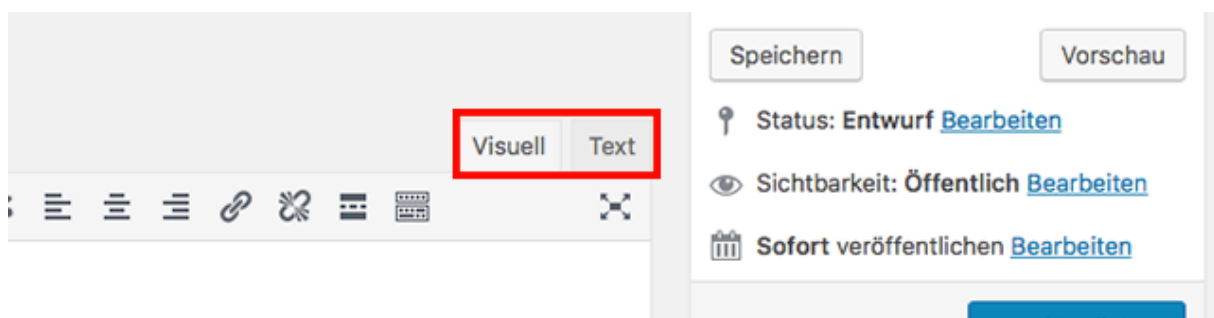 Speichern
Vorschau
Visuell
Text
Status: Entwurf Bearbeiten
Sichtbarkeit: Öffentlich Bearbeiten
Sofort veröffentlichen Bearbeiten